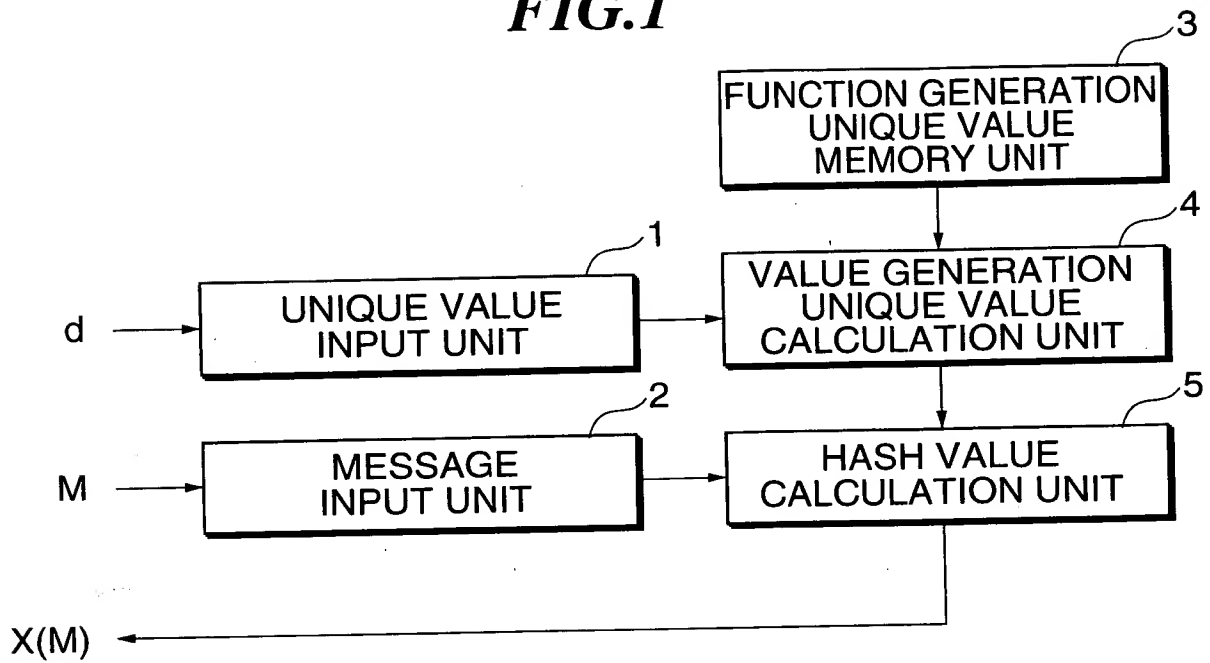 FIG.1
3
FUNCTION GENERATION
UNIQUE VALUE
MEMORY UNIT
1
4
d
UNIQUE VALUE
INPUT UNIT
VALUE GENERATION
UNIQUE VALUE
CALCULATION UNIT
2
5
M
MESSAGE
INPUT UNIT
HASH VALUE
CALCULATION UNIT
X(M)